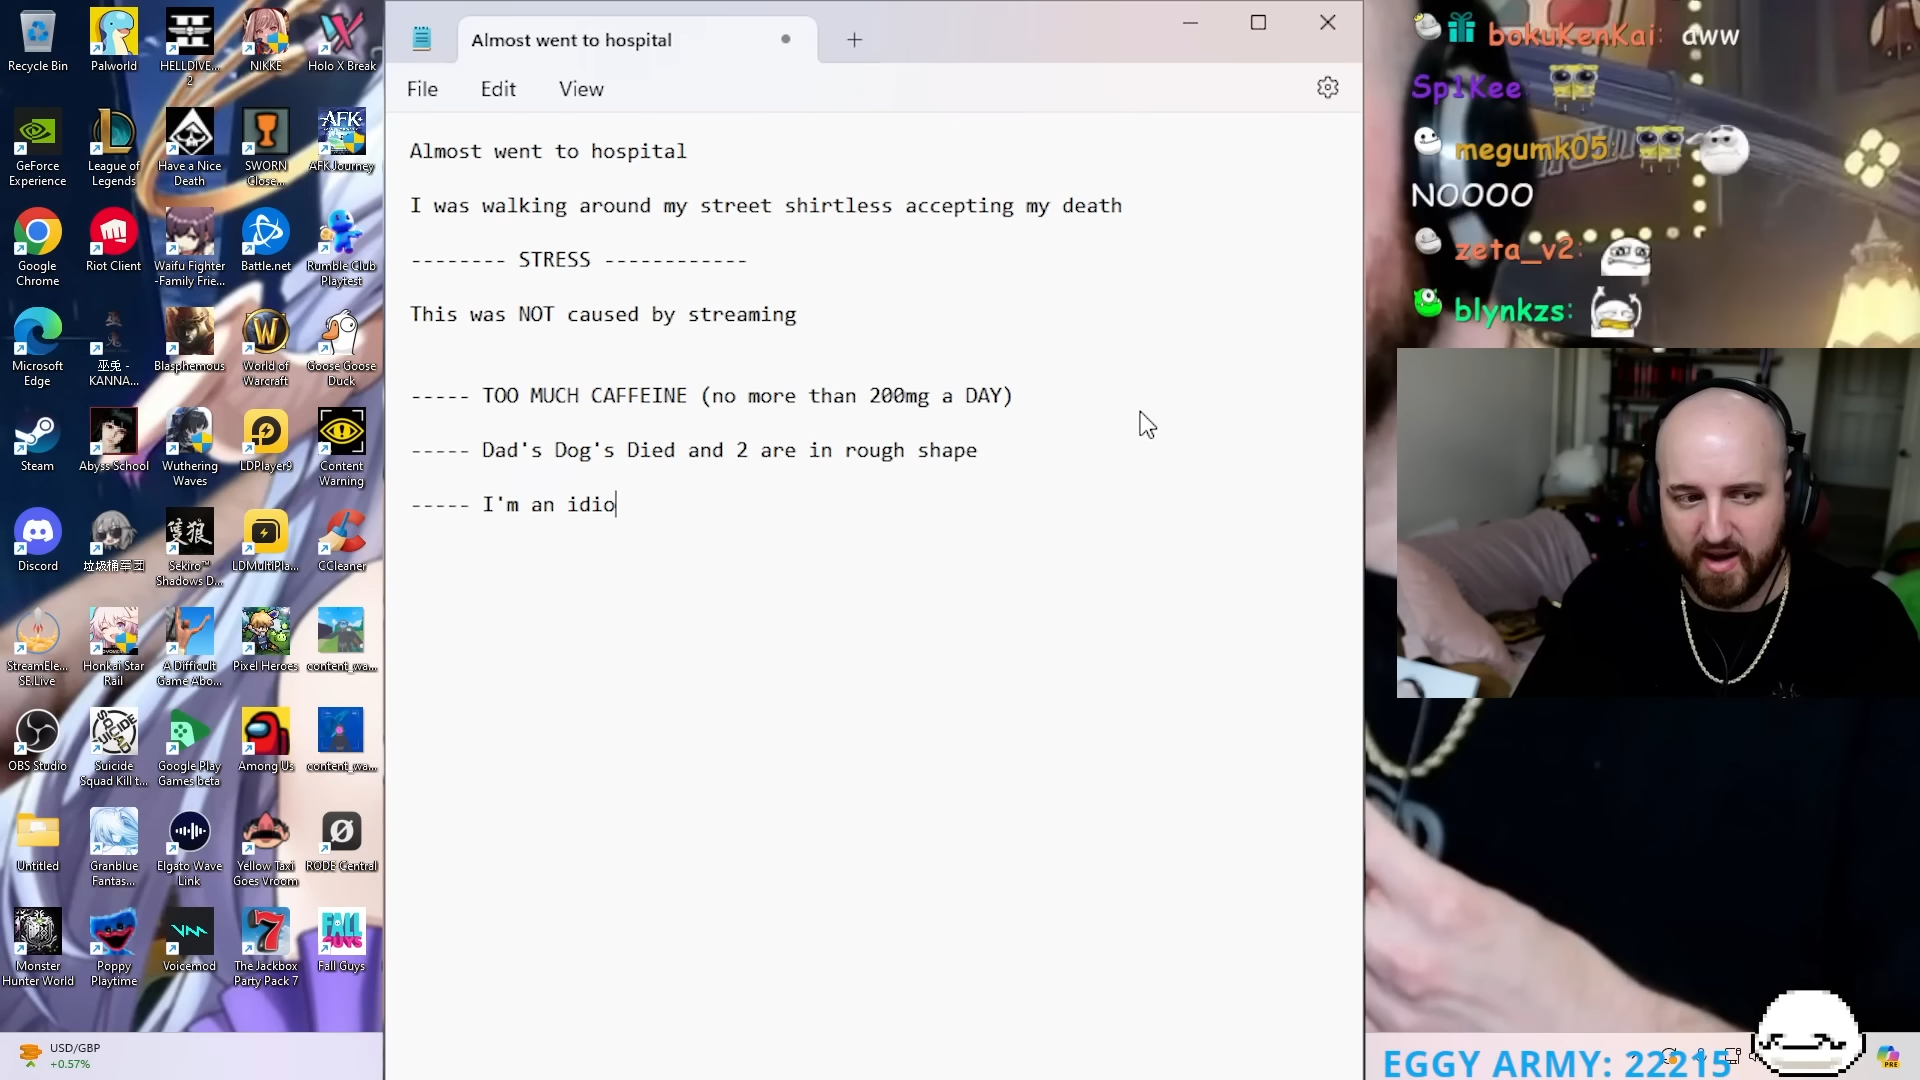 Almost went to hospital
File Edit View
Almost went to hospital
I was walking around my street shirtless accepting my death
-------- STRESS ------------
This was NOT caused by streaming
----- TOO MUCH CAFFEINE (no more than 200mg a DAY)
----- Dad's Dog's Died and 2 are in rough shape
----- I'm an idio
Recycle Bin
Palworld
HELLDIVE...
2
NIKKE
Holo X Break
GeForce
Experience
League of
Legends
Have a Nice
Death
SWORN
Close...
AFK Journey
Google
Chrome
Riot Client
Waifu Fighter
-Family Frie...
Battle.net
Rumble Club
Playtest
Microsoft
Edge
巫兎 -
KANNA...
Blasphemous
World of
Warcraft
Goose Goose
Duck
Steam
Abyss School
Wuthering
Waves
LDPlayer9
Content
Warning
Discord
垃圾桶军团
Sekiro™
Shadows D...
LDMultiPla...
CCleaner
StreamEle...
SE.Live
Honkai Star
Rail
A Difficult
Game Abo...
Pixel Heroes
content_wa...
OBS Studio
Suicide
Squad Kill t...
Google Play
Games beta
Among Us
content_wa...
Untitled
Granblue
Fantas...
Elgato Wave
Link
Yellow Taxi
Goes Vroom
RODE Central
Monster
Hunter World
Poppy
Playtime
Voicemod
The Jackbox
Party Pack 7
Fall Guys
USD/GBP
+0.57%
bokuKenKai: aww
Sp1Kee
megumk05:
NOOOO
zeta_v2:
blynkzs:
EGGY ARMY: 22215